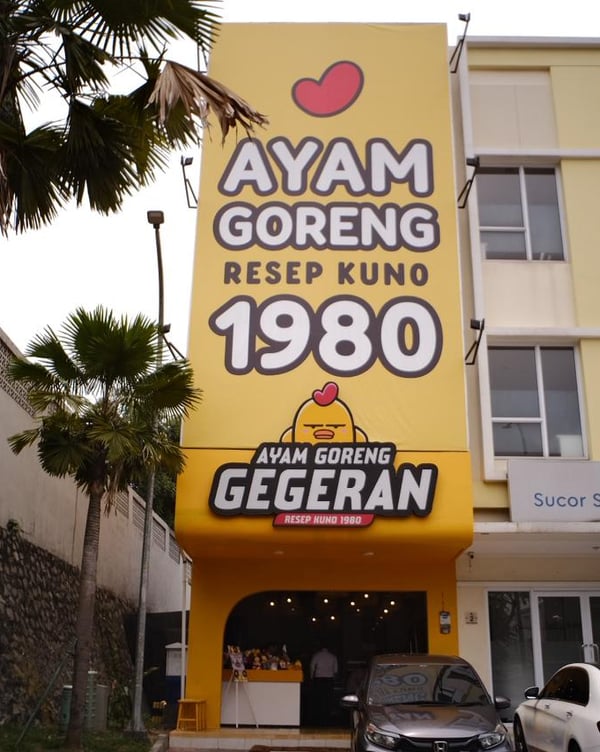 AYAM
GORENG
RESEP KUNO
1980
AYAM GORENG
GEGERAN
RESEP KUNO 1980
Sucor S